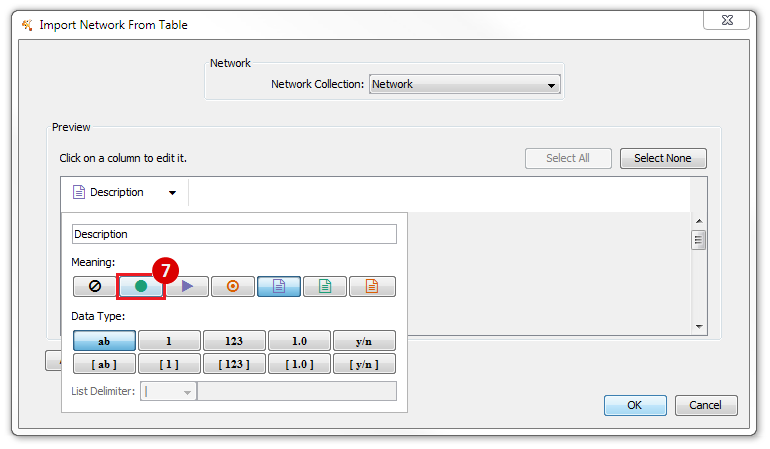 Import Network From Table
Network
Network Collection: Network
Preview
Click on a column to edit it.
Select All
Select None
Description
Description
Meaning:
7
Data Type:
ab 1 123 1.0 y/n
[ ab ] [ 1 ] [ 123 ] [ 1.0 ] [ y/n ]
List Delimiter: |
OK
Cancel